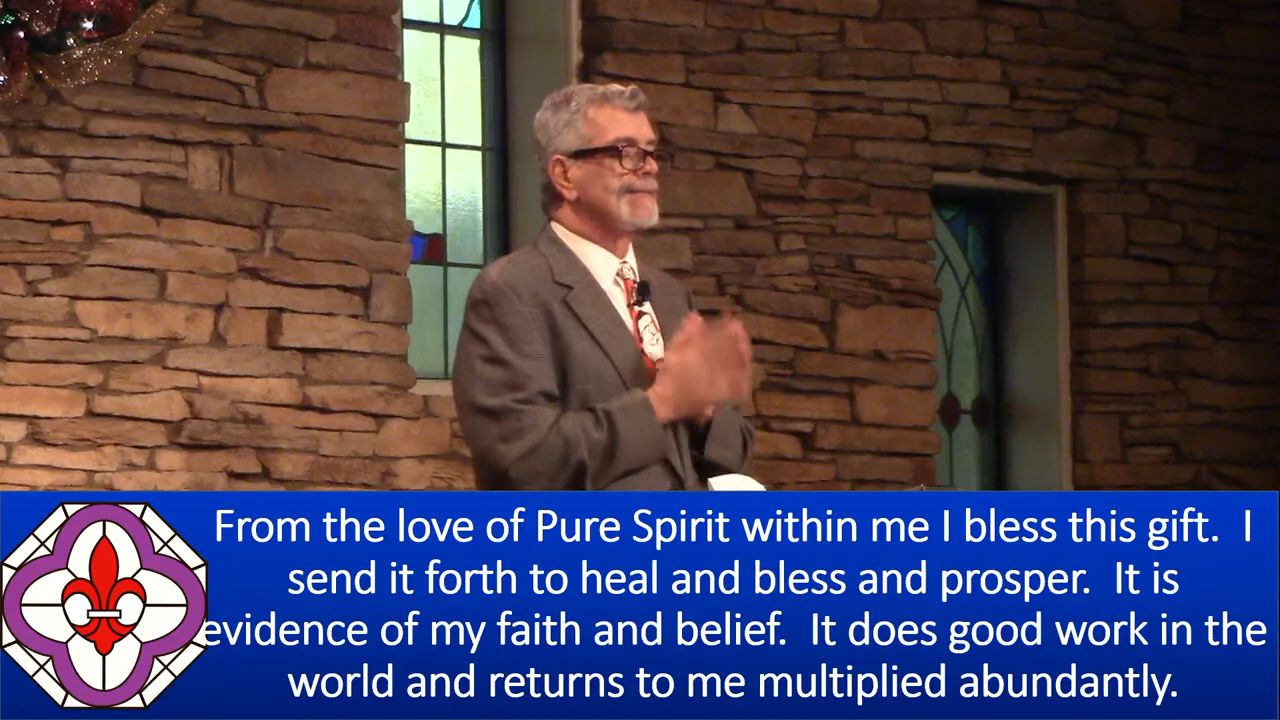 From the love of Pure Spirit within me I bless this gift.  I
send it forth to heal and bless and prosper.  It is
evidence of my faith and belief.  It does good work in the
world and returns to me multiplied abundantly.